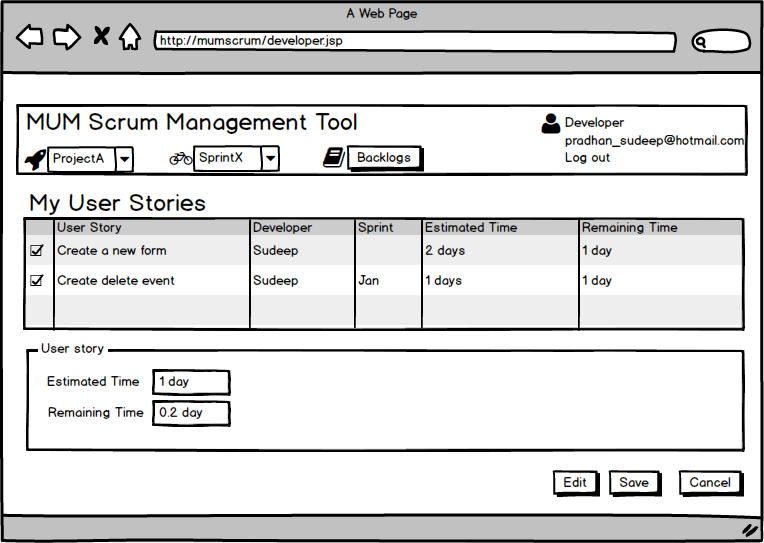 A Web Page
http://mumscrum/developer.jsp
MUM Scrum Management Tool
Developer
pradhan_sudeep@hotmail.com
Log out
ProjectA SprintX Backlogs
My User Stories
User Story Developer Sprint Estimated Time Remaining Time
Create a new form Sudeep 2 days 1 day
Create delete event Sudeep Jan 1 days 1 day
User story
Estimated Time 1 day
Remaining Time 0.2 day
Edit Save Cancel